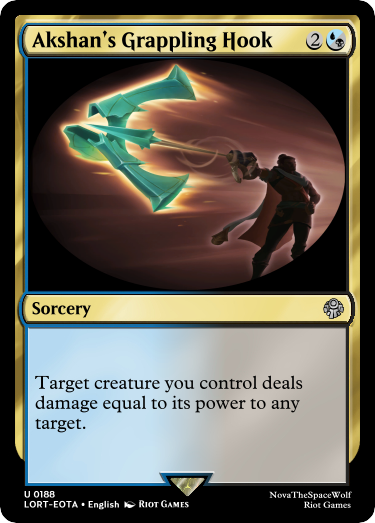 Akshan's Grappling Hook 2
Sorcery
Target creature you control deals
damage equal to its power to any
target.
U 0188
LORT-EOTA • English RIOT GAMES
NovaTheSpaceWolf
Riot Games